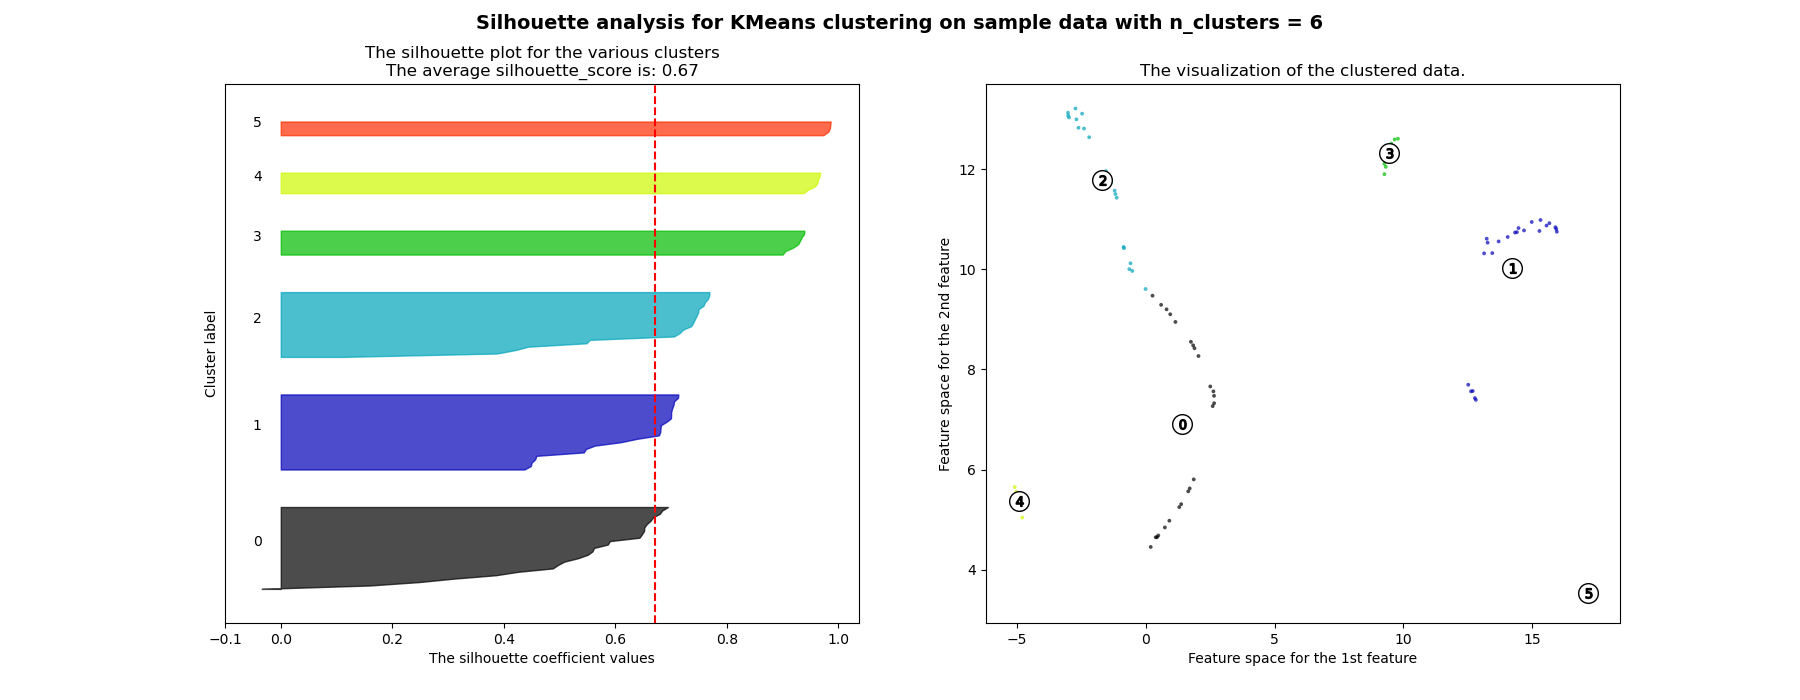 Silhouette analysis for KMeans clustering on sample data with n_clusters = 6
The silhouette plot for the various clusters
The average silhouette_score is: 0.67
5
4
3
2
1
0
Cluster label
−0.1 0.0 0.2 0.4 0.6 0.8 1.0
The silhouette coefficient values
The visualization of the clustered data.
12
10
8
6
4
Feature space for the 2nd feature
3
2
1
0
4
5
−5 0 5 10 15
Feature space for the 1st feature